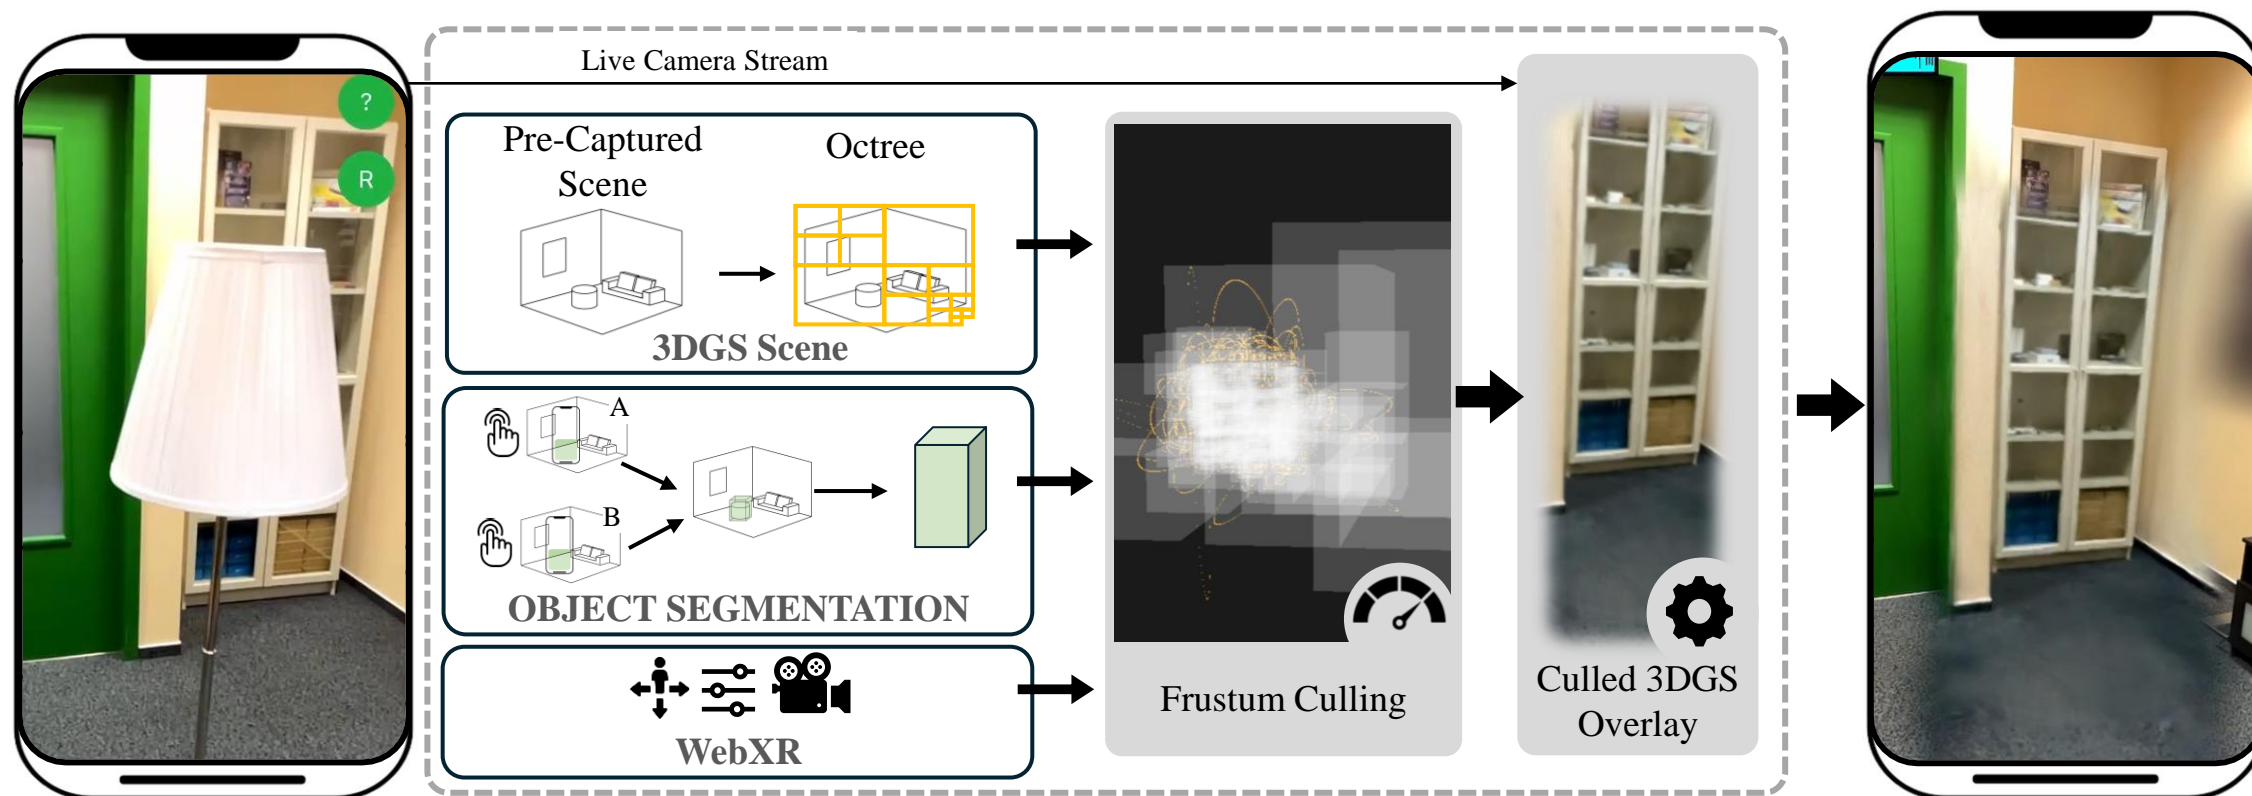 Live Camera Stream
?
R
Pre-Captured
Scene
Octree
3DGS Scene
A
B
OBJECT SEGMENTATION
WebXR
Frustum Culling
Culled 3DGS
Overlay